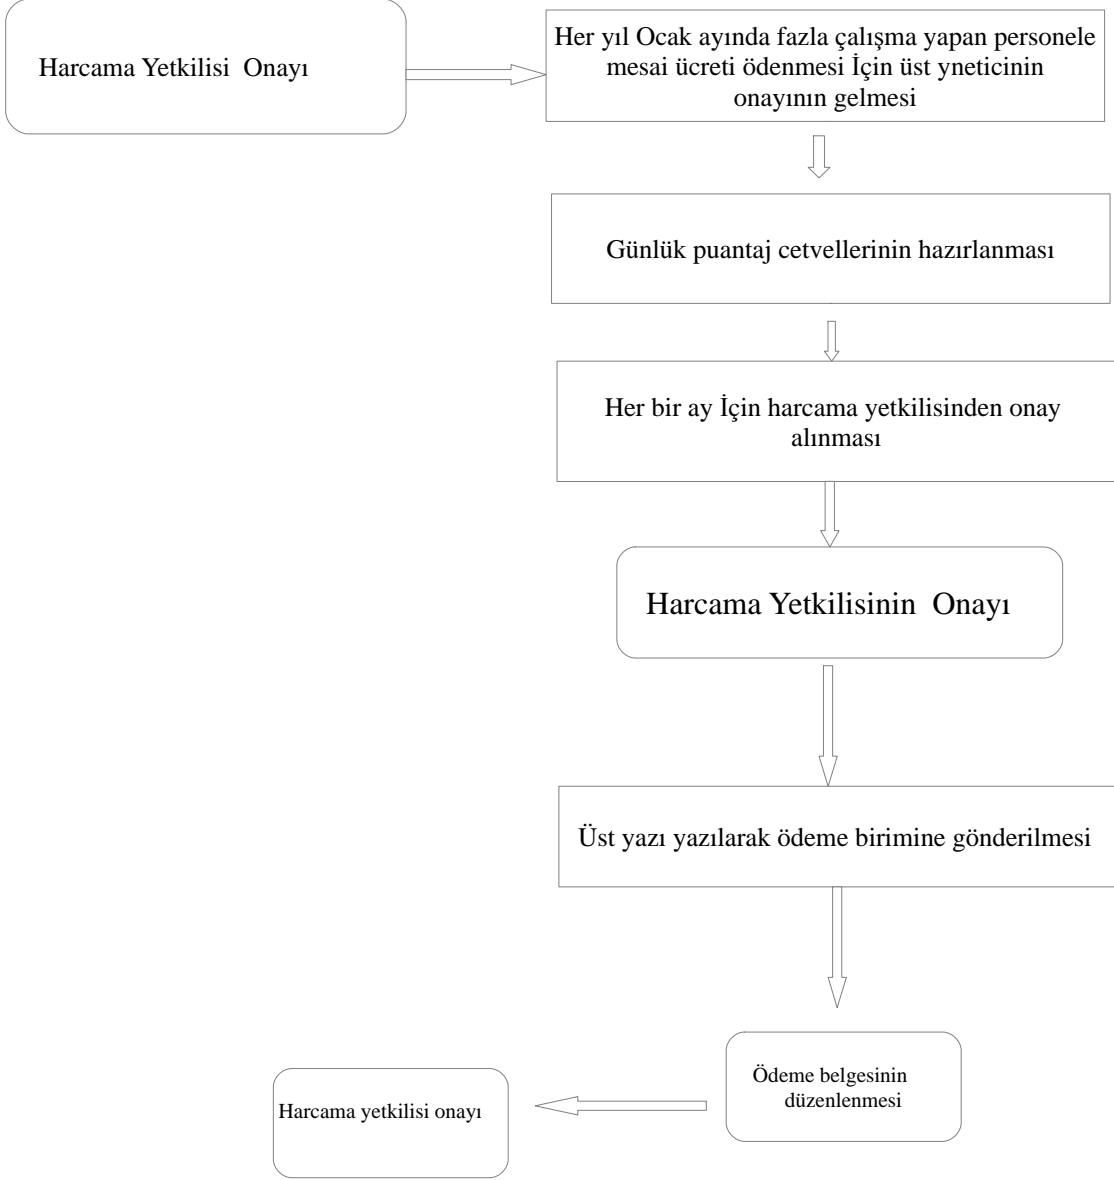 Harcama Yetkilisi Onayı
Her yıl Ocak ayında fazla çalışma yapan personele
mesai ücreti ödenmesi İçin üst yneticinin
onayının gelmesi
Günlük puantaj cetvellerinin hazırlanması
Her bir ay İçin harcama yetkilisinden onay
alınması
Harcama Yetkilisinin Onayı
Üst yazı yazılarak ödeme birimine gönderilmesi
Ödeme belgesinin
düzenlenmesi
Harcama yetkilisi onayı